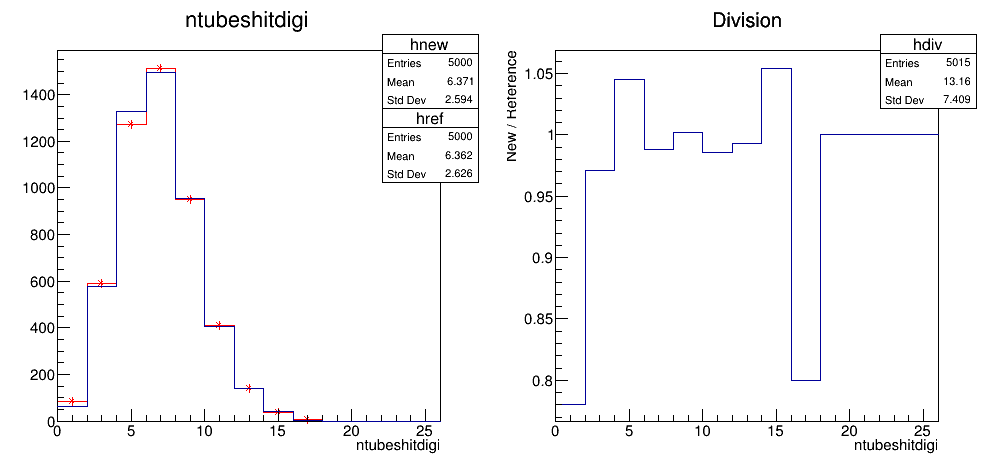 ntubeshitdigi
hnew
Entries 5000
Mean 6.371
Std Dev 2.594
href
Entries 5000
Mean 6.362
Std Dev 2.626
1400
1200
1000
800
600
400
200
0
0 5 10 15 20 25
ntubeshitdigi
Division
hdiv
Entries 5015
Mean 13.16
Std Dev 7.409
New / Reference
1.05
1
0.95
0.9
0.85
0.8
0 5 10 15 20 25
ntubeshitdigi